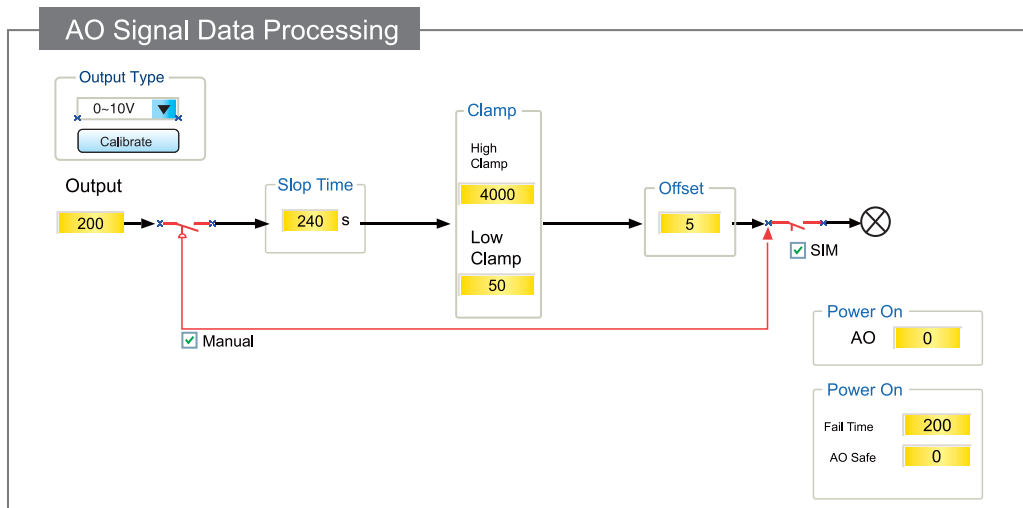 AO Signal Data Processing
Output Type
0~10V
Calibrate
Output
200
Slop Time
240 s
Clamp
High
Clamp
4000
Low
Clamp
50
Offset
5
SIM
Manual
Power On
AO 0
Power On
Fail Time 200
AO Safe 0